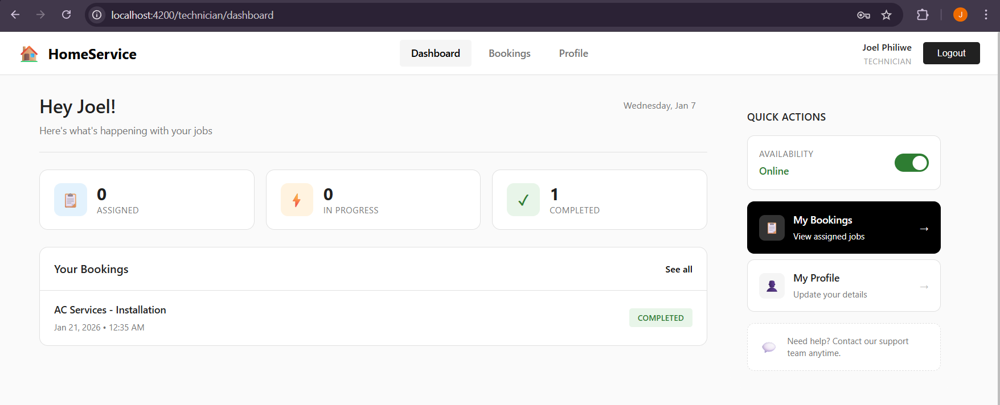 localhost:4200/technician/dashboard
J
HomeService
Dashboard
Bookings
Profile
Joel Philiwe
TECHNICIAN
Logout
Hey Joel!
Wednesday, Jan 7
Here's what's happening with your jobs
0
ASSIGNED
0
IN PROGRESS
1
COMPLETED
Your Bookings
See all
AC Services - Installation
Jan 21, 2026 • 12:35 AM
COMPLETED
QUICK ACTIONS
AVAILABILITY
Online
My Bookings
View assigned jobs
→
My Profile
Update your details
→
Need help? Contact our support
team anytime.